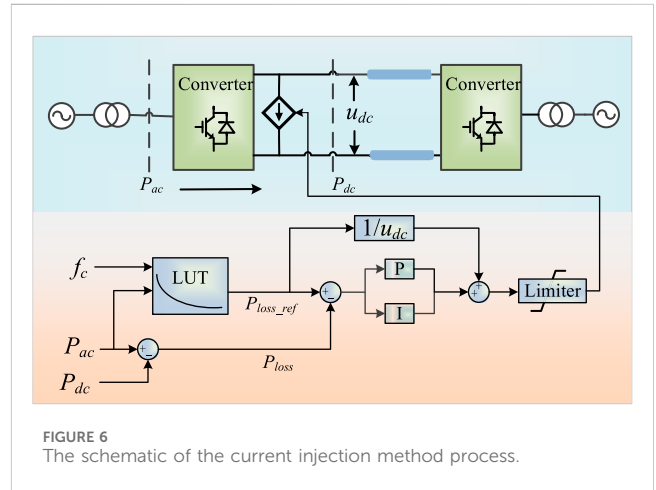 Converter
Converter
u_dc
P_ac
P_dc
1/u_dc
f_c
LUT
P
P_loss_ref
+
−
Limiter
+
+
I
P_ac
+
−
P_loss
P_dc
FIGURE 6
The schematic of the current injection method process.